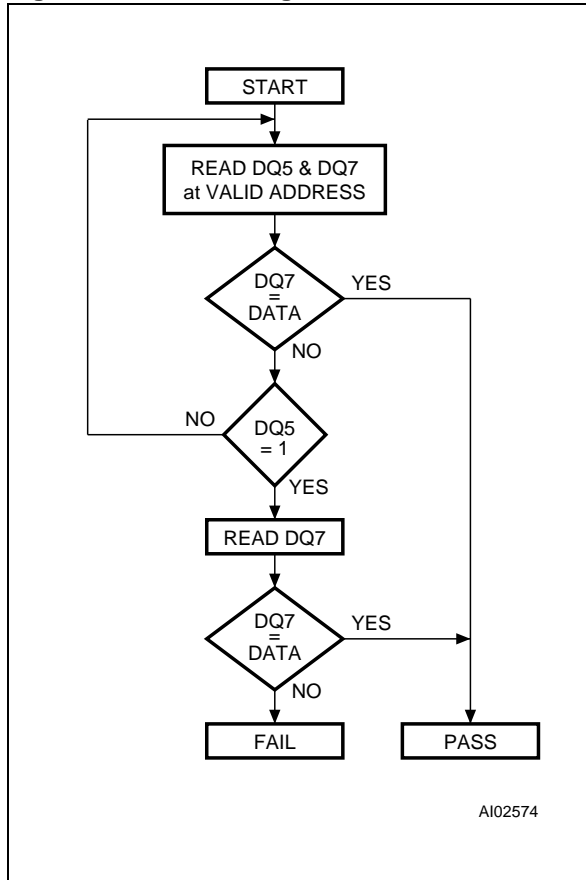 START
READ DQ5 & DQ7
at VALID ADDRESS
DQ7
=
DATA
YES
NO
NO
DQ5
= 1
YES
READ DQ7
DQ7
=
DATA
YES
NO
FAIL
PASS
AI02574